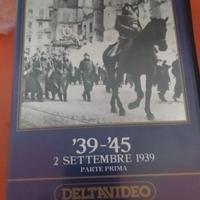 '39-'45
2 SETTEMBRE 1939
PARTE PRIMA
DELTAVIDEO